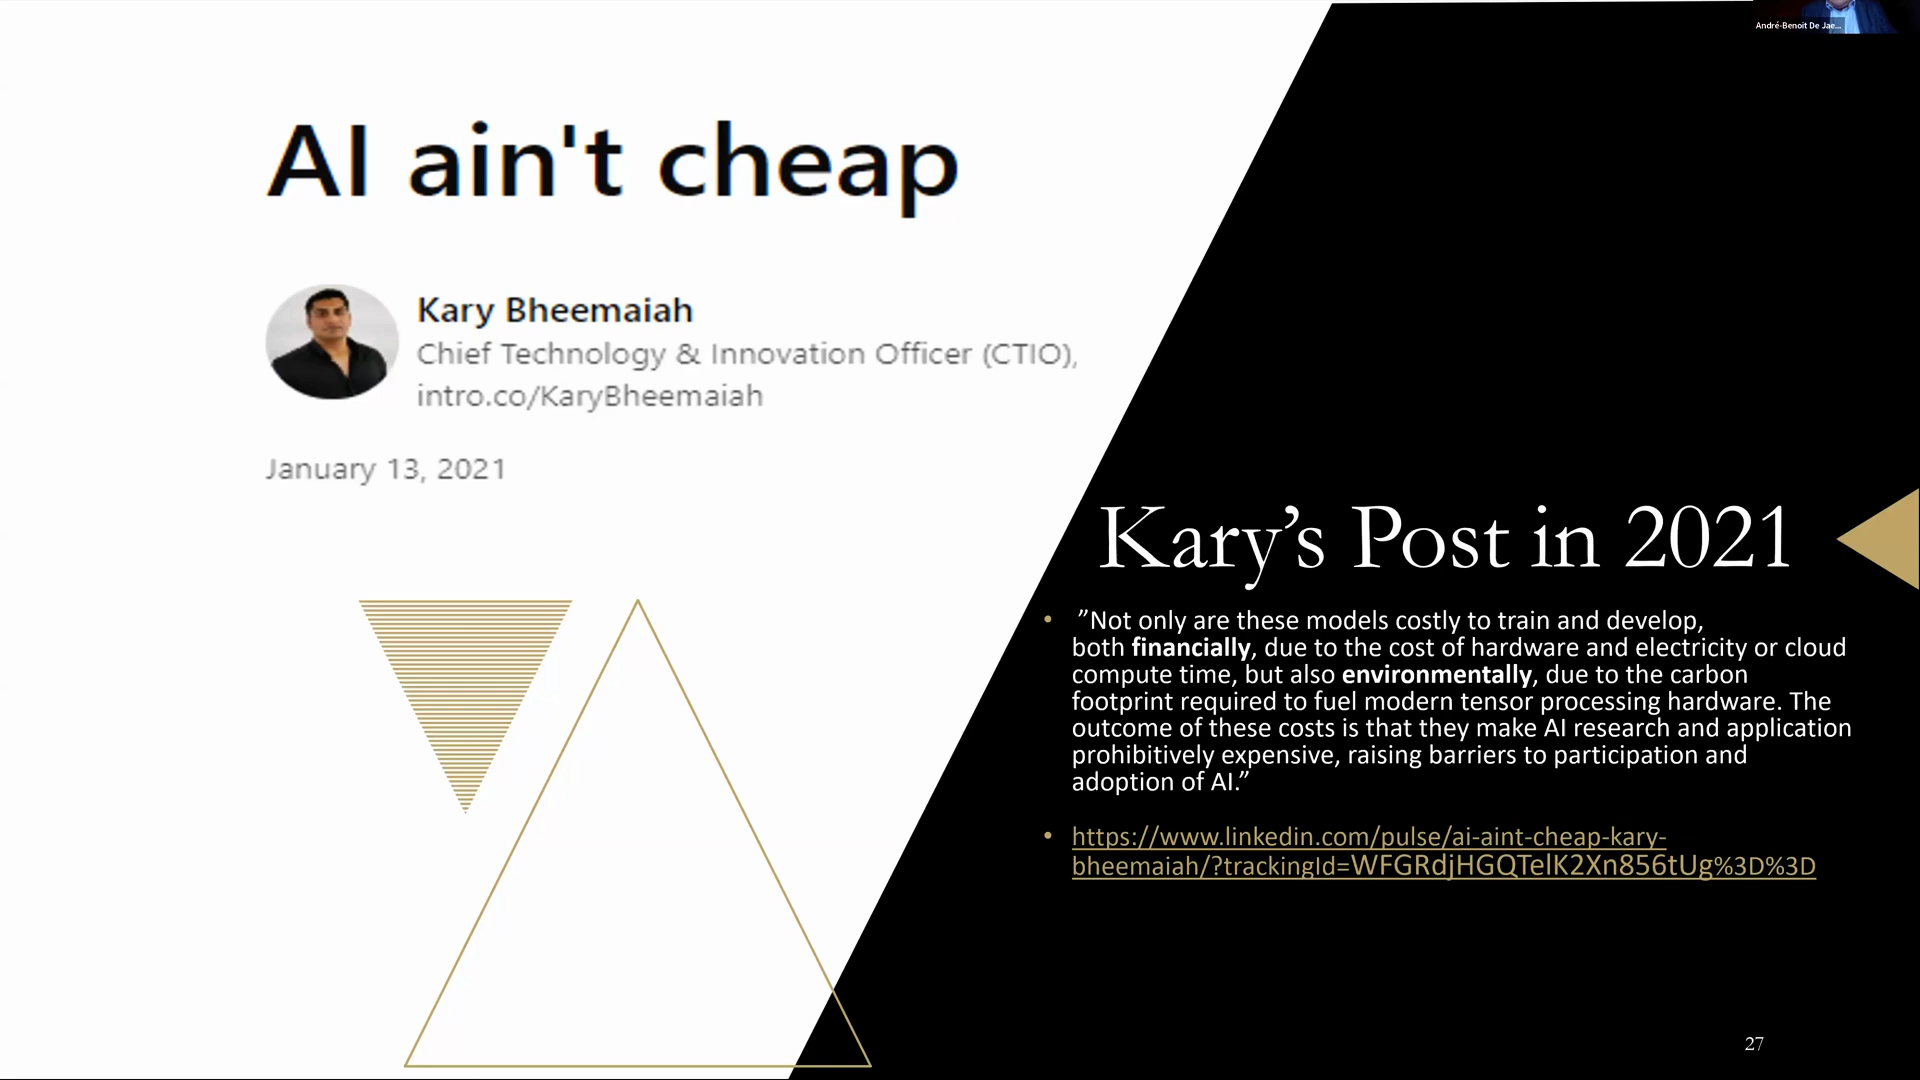 André-Benoit De Jae...
AI ain't cheap
Kary Bheemaiah
Chief Technology & Innovation Officer (CTIO),
intro.co/KaryBheemaiah
January 13, 2021
Kary’s Post in 2021
• ”Not only are these models costly to train and develop,
both financially, due to the cost of hardware and electricity or cloud
compute time, but also environmentally, due to the carbon
footprint required to fuel modern tensor processing hardware. The
outcome of these costs is that they make AI research and application
prohibitively expensive, raising barriers to participation and
adoption of AI.”
• https://www.linkedin.com/pulse/ai-aint-cheap-kary-
bheemaiah/?trackingId=WFGRdjHGQTelK2Xn856tUg%3D%3D
27